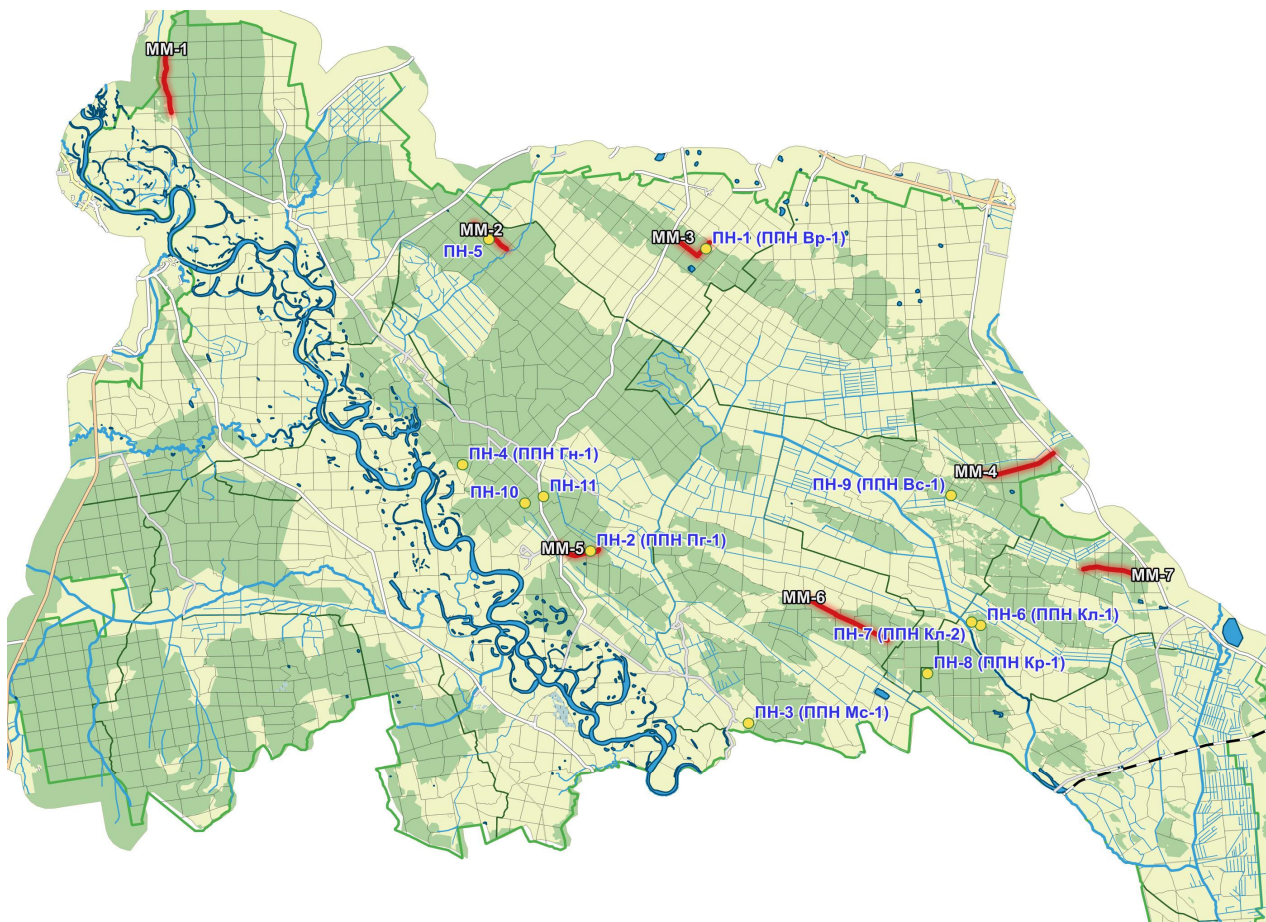 ММ-1
ММ-2
ПН-5
ММ-3
ПН-1 (ППН Вр-1)
ПН-4 (ППН Гн-1)
ММ-4
ПН-9 (ППН Вс-1)
ПН-10
ПН-11
ММ-5
ПН-2 (ППН Пг-1)
ММ-7
ММ-6
ПН-6 (ППН Кл-1)
ПН-7 (ППН Кл-2)
ПН-8 (ППН Кр-1)
ПН-3 (ППН Мс-1)